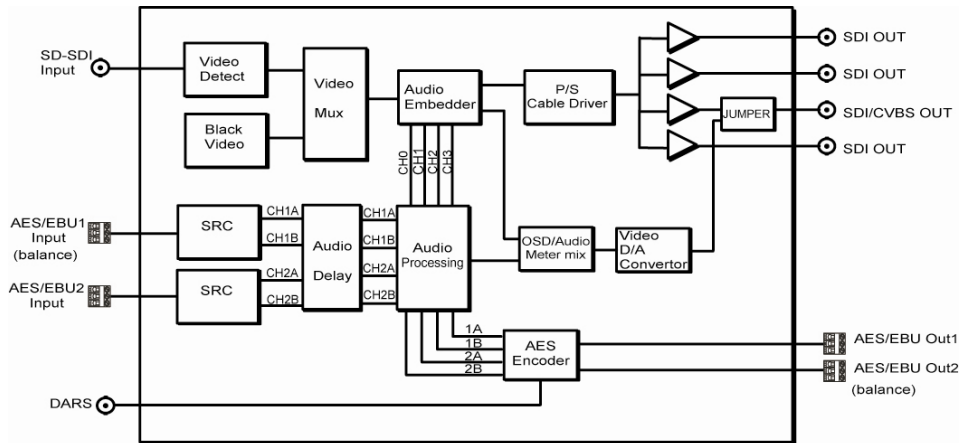 SD-SDI
Input
Video
Detect
Black
Video
Video
Mux
Audio
Embedder
P/S
Cable Driver
JUMPER
SDI OUT
SDI OUT
SDI/CVBS OUT
SDI OUT
CH0
CH1
CH2
CH3
AES/EBU1
Input
(balance)
AES/EBU2
Input
SRC
SRC
CH1A
CH1B
CH2A
CH2B
Audio
Delay
CH1A
CH1B
CH2A
CH2B
Audio
Processing
OSD/Audio
Meter mix
Video
D/A
Convertor
1A
1B
2A
2B
AES
Encoder
AES/EBU Out1
AES/EBU Out2
(balance)
DARS